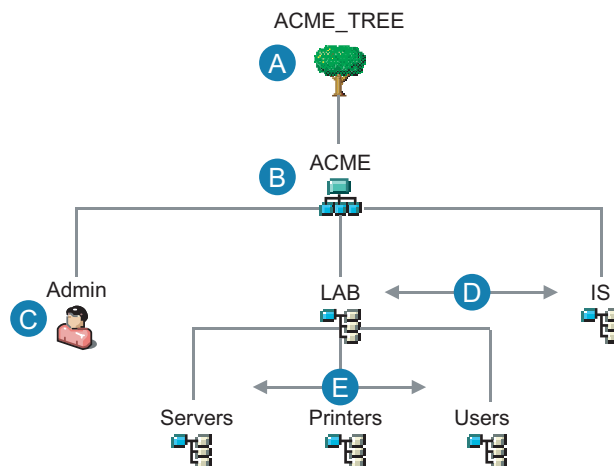 ACME_TREE
A
ACME
B
Admin
LAB
IS
C
D
E
Servers
Printers
Users